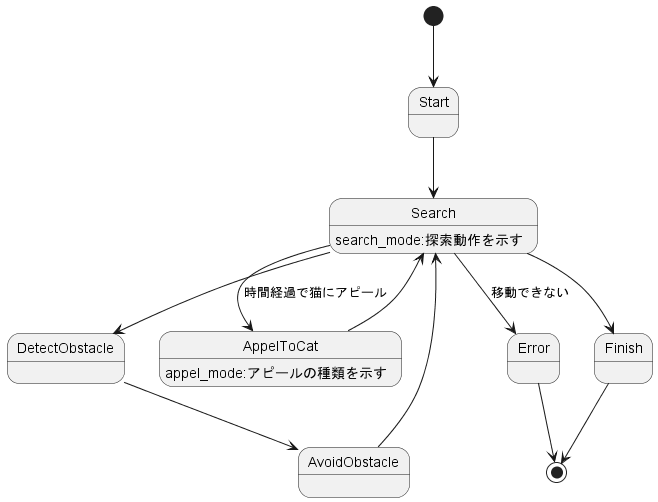 Start
Search
search_mode:探索動作を示す
時間経過で猫にアピール
移動できない
DetectObstacle
AppelToCat
appel_mode:アピールの種類を示す
Error
Finish
AvoidObstacle